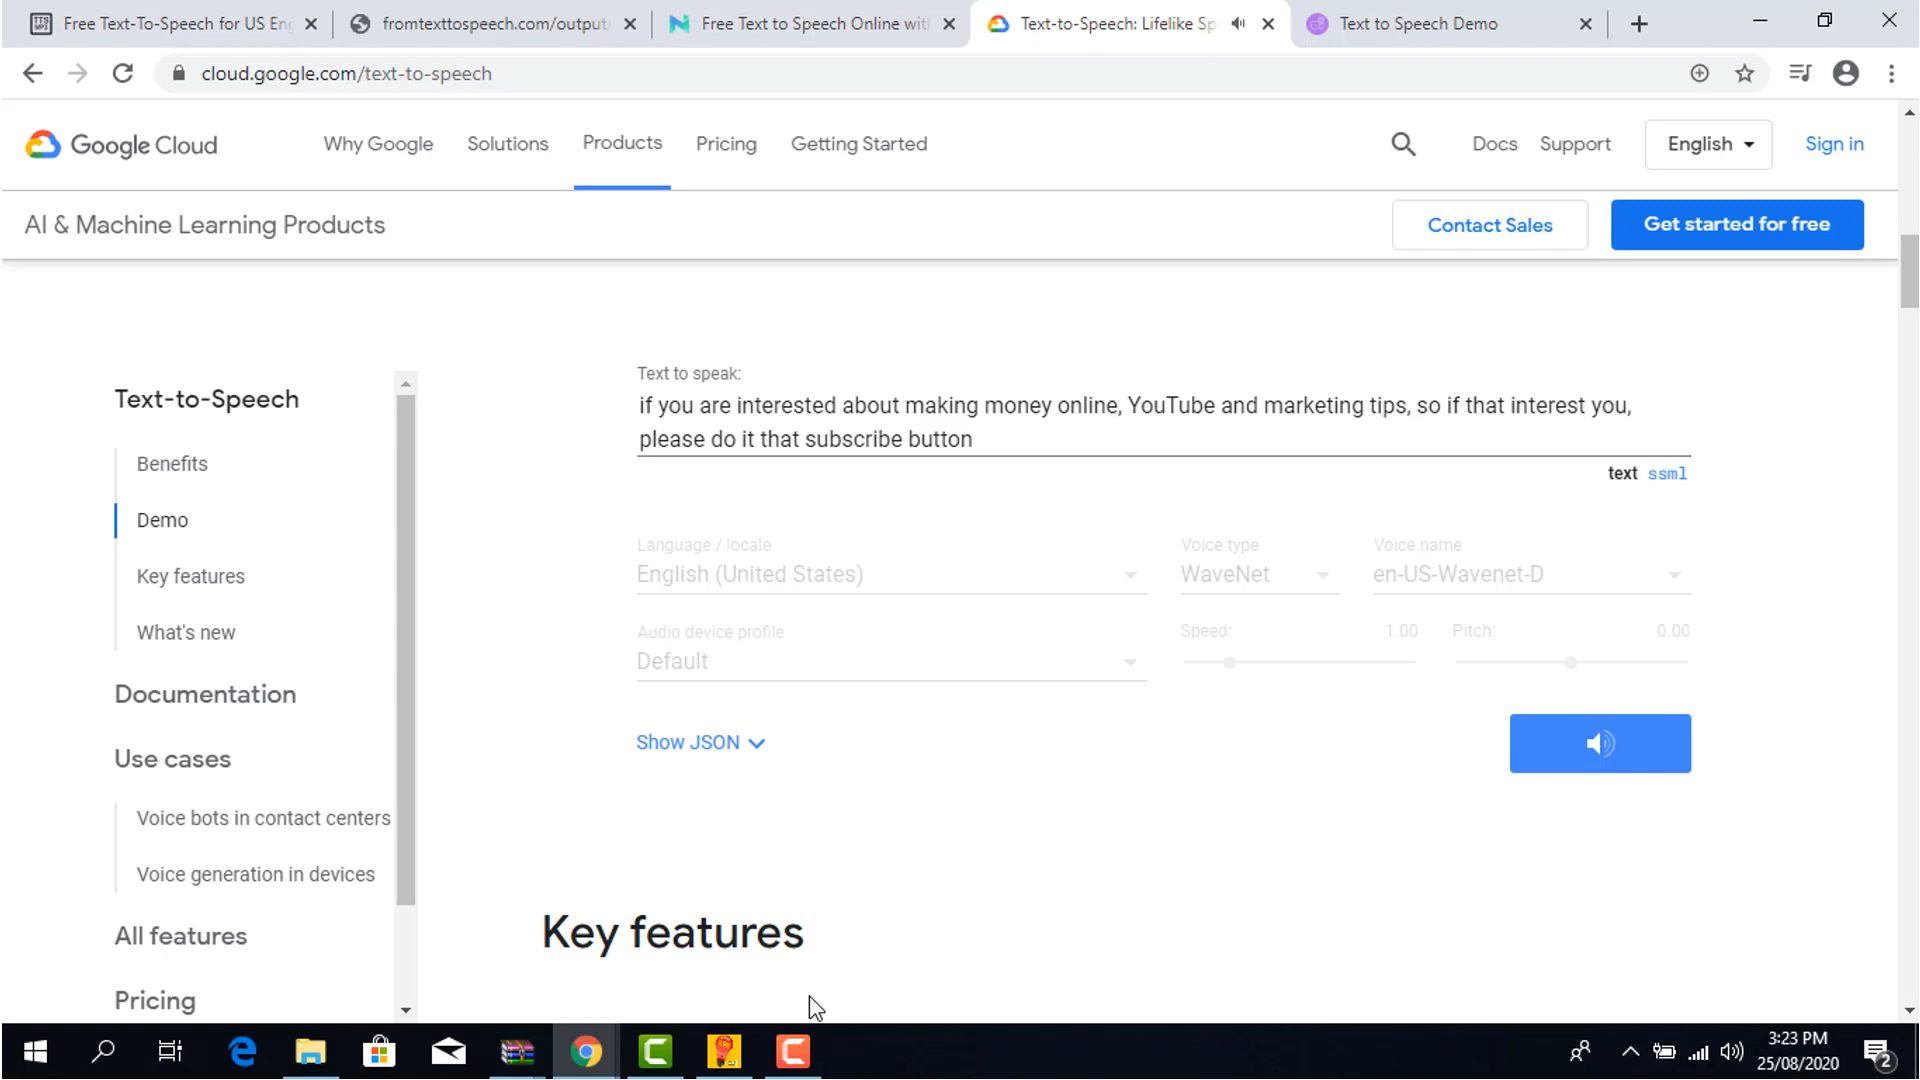 Free Text-To-Speech for US Eng
fromtexttospeech.com/output
Free Text to Speech Online with
Text-to-Speech: Lifelike Sp
Text to Speech Demo
cloud.google.com/text-to-speech
Google Cloud
Why Google
Solutions
Products
Pricing
Getting Started
Docs
Support
English
Sign in
AI & Machine Learning Products
Contact Sales
Get started for free
Text-to-Speech
Benefits
Demo
Key features
What's new
Documentation
Use cases
Voice bots in contact centers
Voice generation in devices
All features
Pricing
Text to speak:
if you are interested about making money online, YouTube and marketing tips, so if that interest you,
please do it that subscribe button
text ssml
Language / locale
English (United States)
Voice type
WaveNet
Voice name
en-US-Wavenet-D
Audio device profile
Default
Speed: 1.00
Pitch: 0.00
Show JSON
Key features
3:23 PM
25/08/2020
2